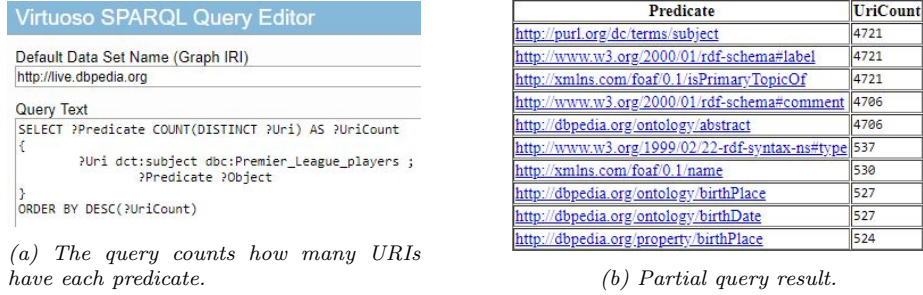 Virtuoso SPARQL Query Editor
Default Data Set Name (Graph IRI)
http://live.dbpedia.org
Query Text
SELECT ?Predicate COUNT(DISTINCT ?Uri) AS ?UriCount
{
?Uri dct:subject dbc:Premier_League_players ;
?Predicate ?Object
}
ORDER BY DESC(?UriCount)
(a) The query counts how many URIs
have each predicate.
Predicate UriCount
http://purl.org/dc/terms/subject 4721
http://www.w3.org/2000/01/rdf-schema#label 4721
http://xmlns.com/foaf/0.1/isPrimaryTopicOf 4721
http://www.w3.org/2000/01/rdf-schema#comment 4706
http://dbpedia.org/ontology/abstract 4706
http://www.w3.org/1999/02/22-rdf-syntax-ns#type 537
http://xmlns.com/foaf/0.1/name 530
http://dbpedia.org/ontology/birthPlace 527
http://dbpedia.org/ontology/birthDate 527
http://dbpedia.org/property/birthPlace 524
(b) Partial query result.